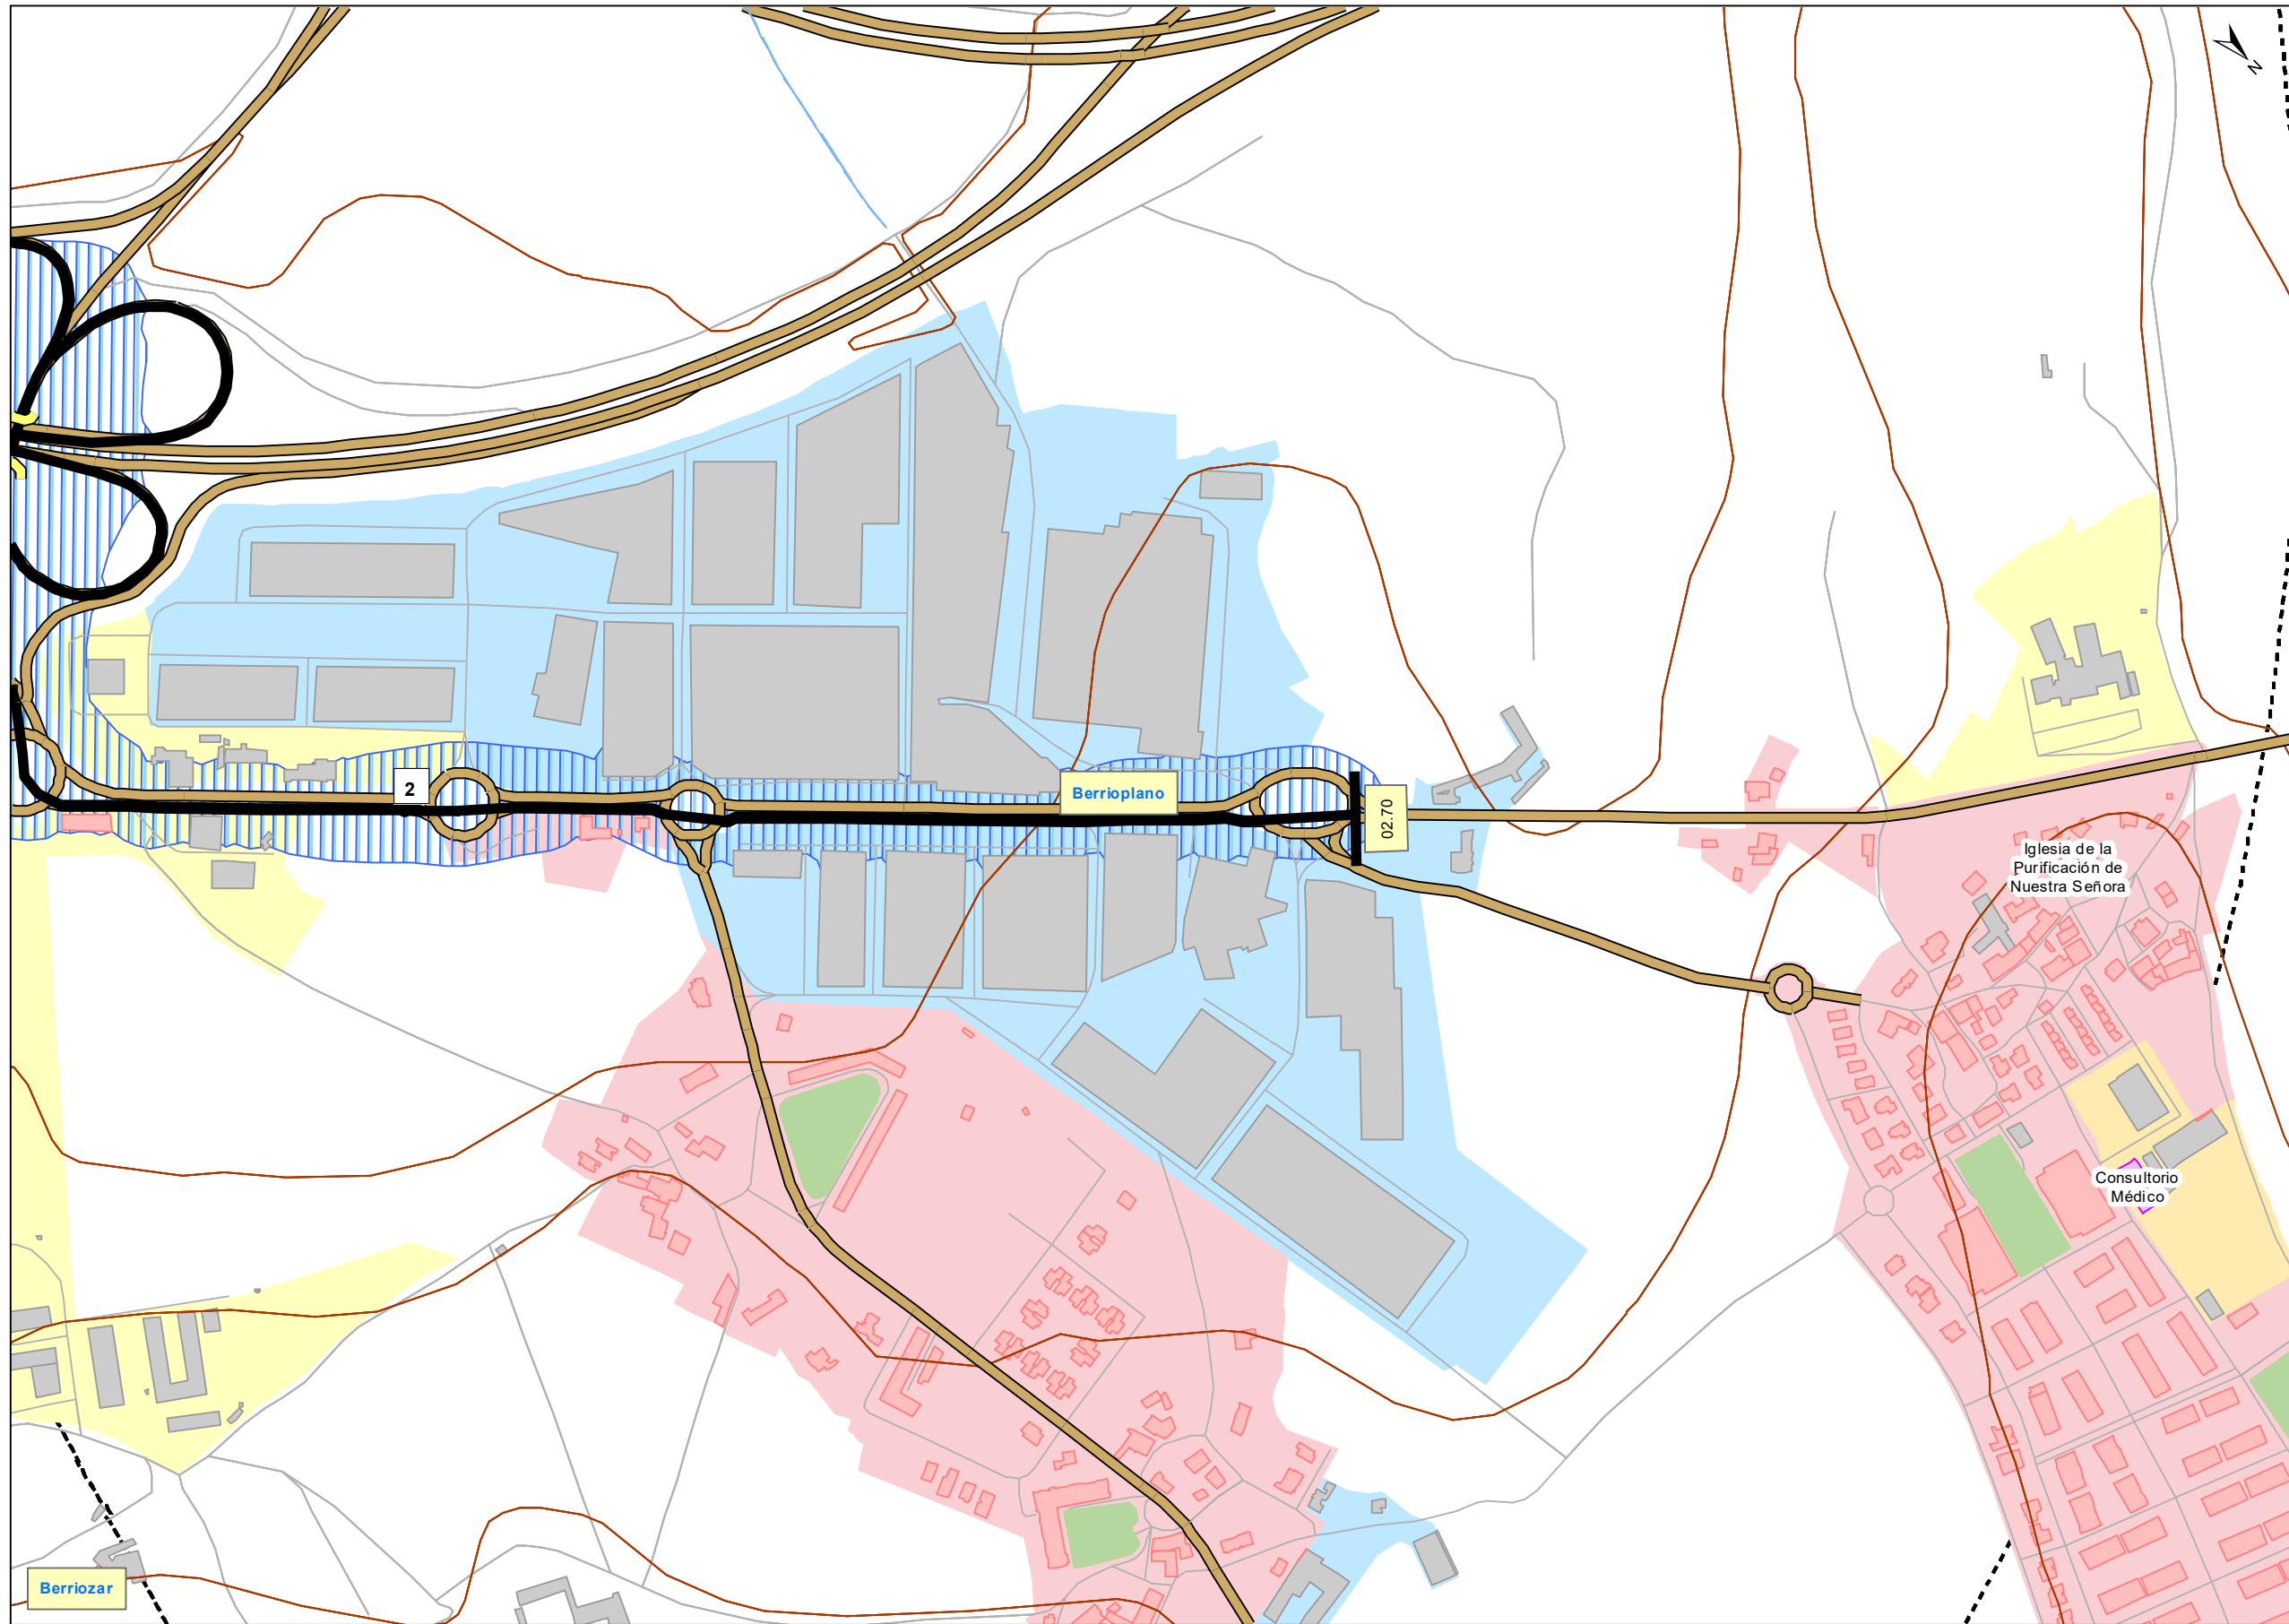 N
2
Berrioplano
02.70
Iglesia de la
Purificación de
Nuestra Señora
Consultorio
Médico
Berriozar